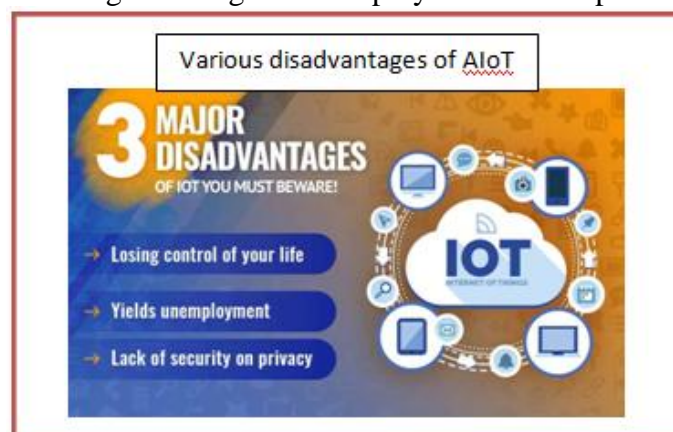 Various disadvantages of AIoT
3 MAJOR
DISADVANTAGES
OF IOT YOU MUST BEWARE!
→ Losing control of your life
→ Yields unemployment
→ Lack of security on privacy
IOT
INTERNET OF THINGS